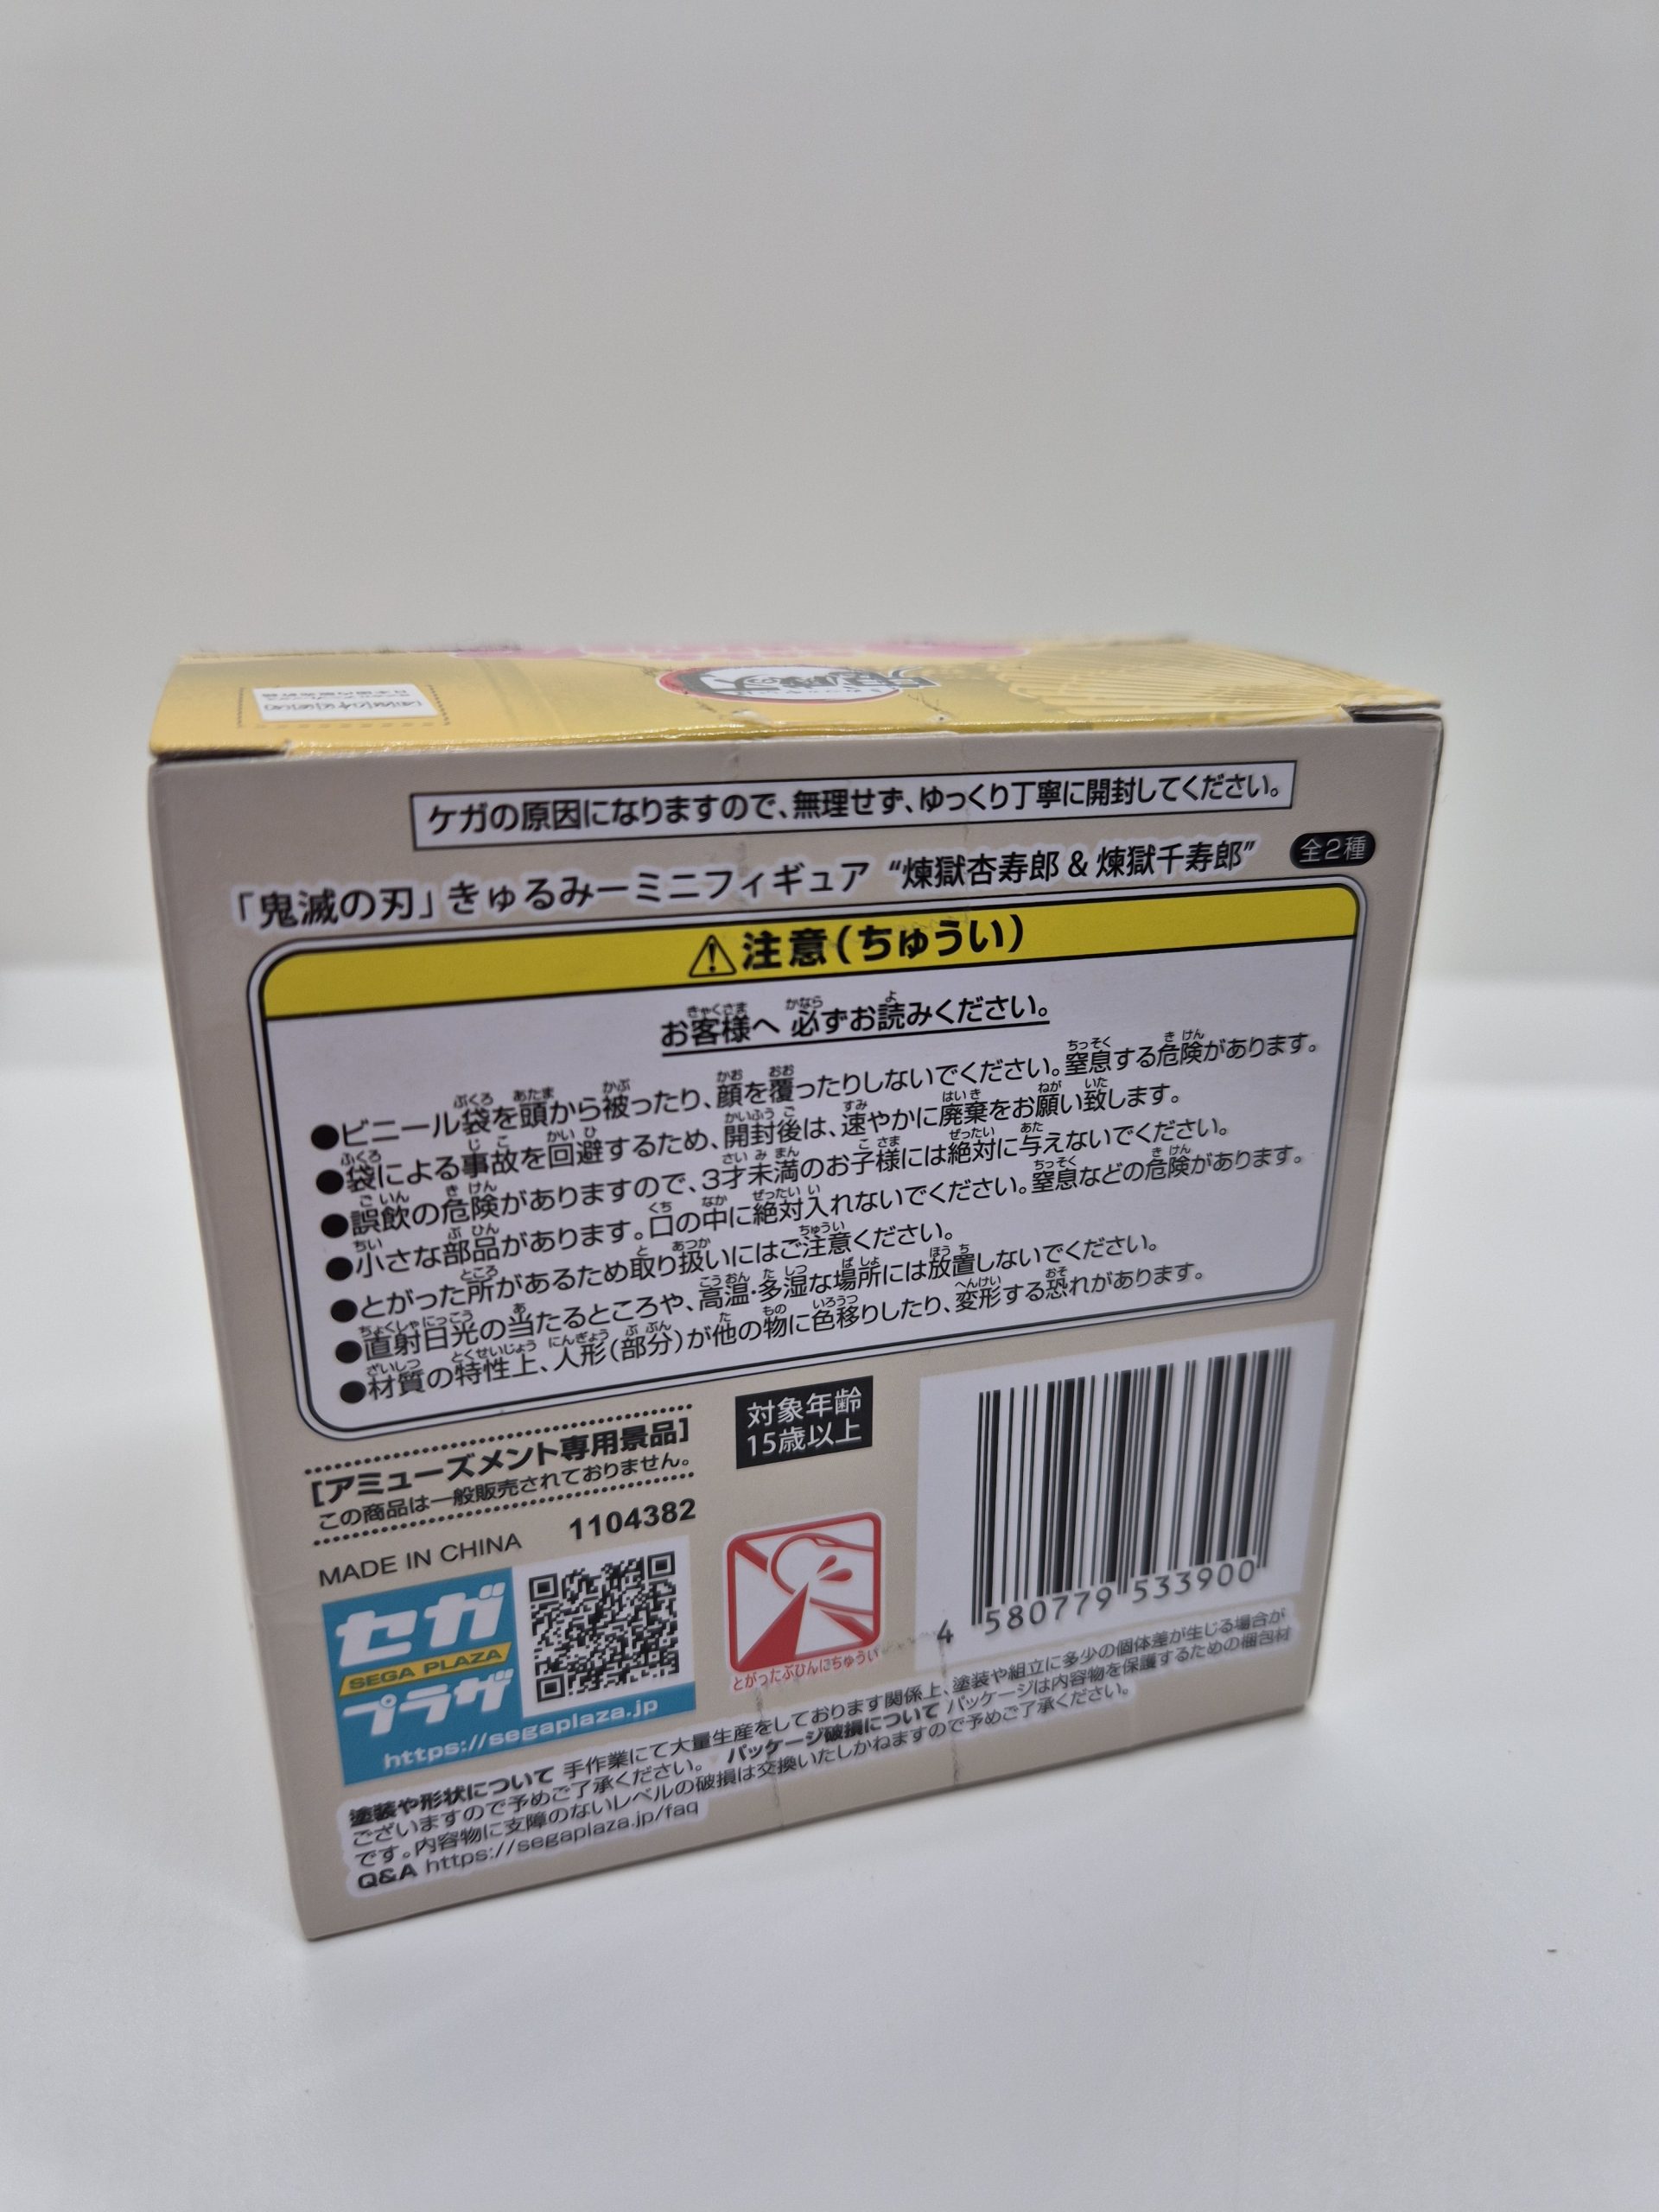 ケガの原因になりますので、無理せず、ゆっくり丁寧に開封してください。
「鬼滅の刃」きゅるみーミニフィギュア “煉獄杏寿郎 & 煉獄千寿郎” 全2種
注意(ちゅうい)
お客様へ 必ずお読みください。
●ビニール袋を頭から被ったり、顔を覆ったりしないでください。窒息する危険があります。
●袋による事故を回避するため、開封後は、速やかに廃棄をお願い致します。
●誤飲の危険がありますので、3才未満のお子様には絶対に与えないでください。
●小さな部品があります。口の中に絶対入れないでください。窒息などの危険があります。
●とがった所があるため取り扱いにはご注意ください。
●直射日光の当たるところや、高温・多湿な場所には放置しないでください。
●材質の特性上、人形(部分)が他の物に色移りしたり、変形する恐れがあります。
[アミューズメント専用景品]
この商品は一般販売されておりません。
対象年齢
15歳以上
1104382
MADE IN CHINA
セガ
SEGA PLAZA
プラザ
https://segaplaza.jp
とがったぶひんにちゅうい
4 580779 533900
塗装や形状について 手作業にて大量生産をしております関係上、塗装や組立に多少の個体差が生じる場合が
ございますので予めご了承ください。 パッケージ破損について パッケージは内容物を保護するための梱包材
です。内容物に支障のないレベルの破損は交換いたしかねますので予めご了承ください。
Q&A https://segaplaza.jp/faq